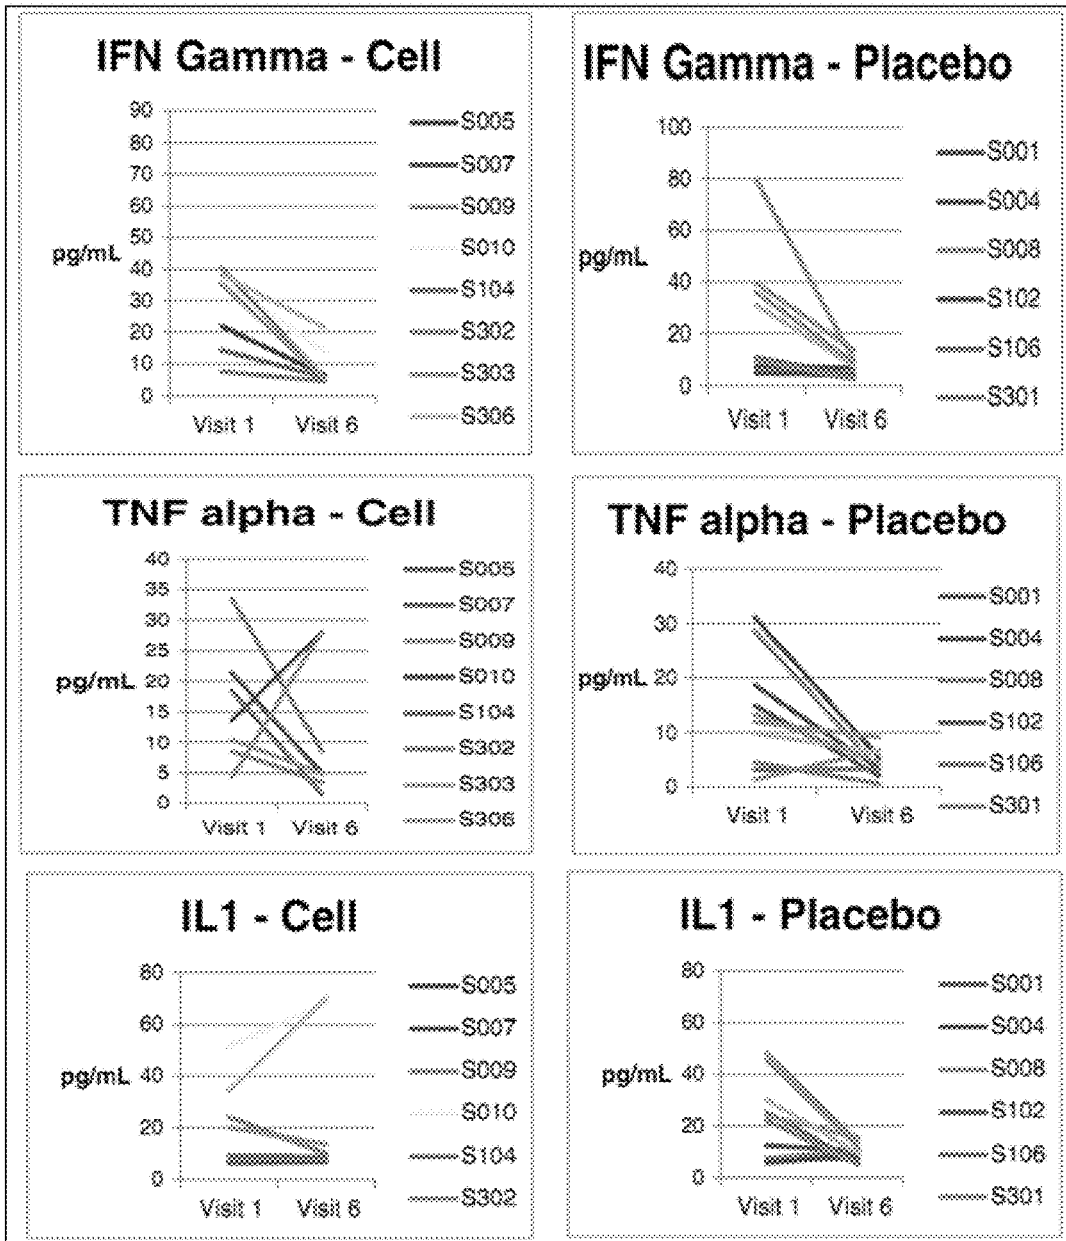 IFN Gamma - Cell
90
80
70
60
50
40
30
20
10
0
pg/mL
Visit 1 Visit 6
S005
S007
S009
S010
S104
S302
S303
S306
IFN Gamma - Placebo
100
80
60
40
20
0
pg/mL
Visit 1 Visit 6
S001
S004
S008
S102
S106
S301
TNF alpha - Cell
40
35
30
25
20
15
10
5
0
pg/mL
Visit 1 Visit 6
S005
S007
S009
S010
S104
S302
S303
S306
TNF alpha - Placebo
40
30
20
10
0
pg/mL
Visit 1 Visit 6
S001
S004
S008
S102
S106
S301
IL1 - Cell
80
60
40
20
0
pg/mL
Visit 1 Visit 6
S005
S007
S009
S010
S104
S302
IL1 - Placebo
80
60
40
20
0
pg/mL
Visit 1 Visit 6
S001
S004
S008
S102
S106
S301